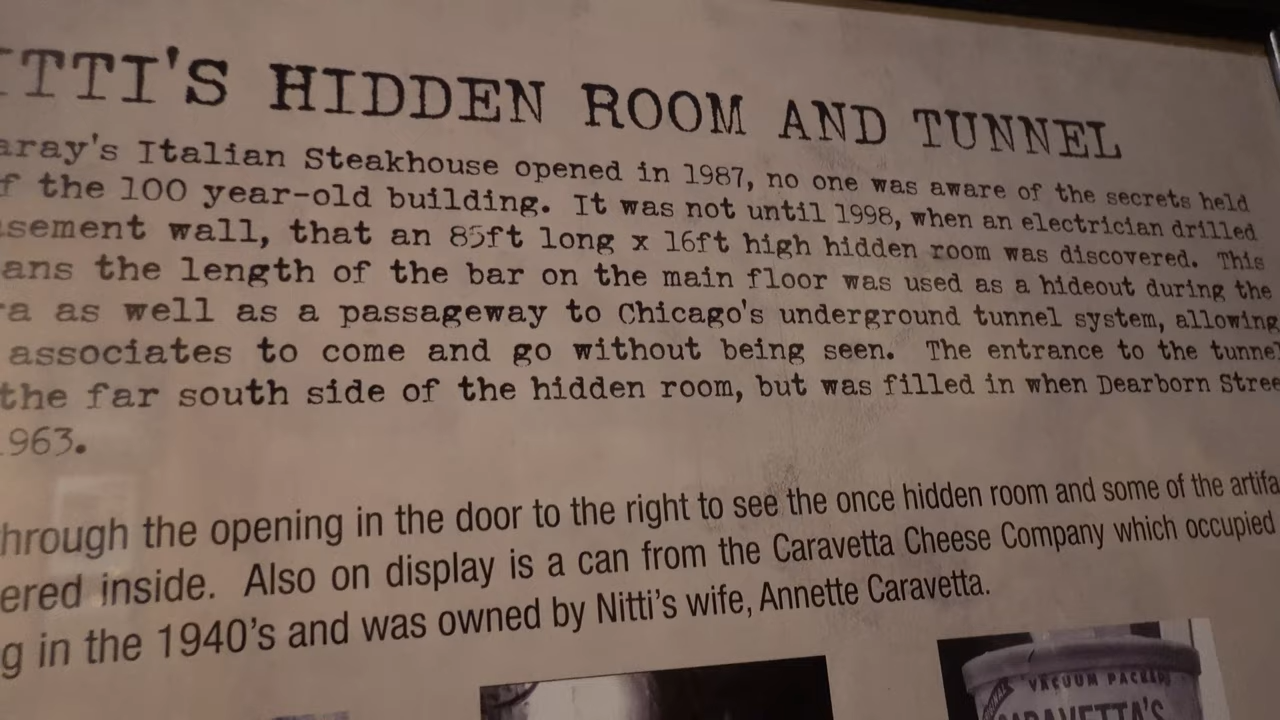 ITTI'S HIDDEN ROOM AND TUNNEL
aray's Italian Steakhouse opened in 1987, no one was aware of the secrets held
f the 100 year-old building. It was not until 1998, when an electrician drilled
sement wall, that an 85ft long x 16ft high hidden room was discovered. This
ans the length of the bar on the main floor was used as a hideout during the
ra as well as a passageway to Chicago's underground tunnel system, allowing
associates to come and go without being seen. The entrance to the tunnel
the far south side of the hidden room, but was filled in when Dearborn Stree
1963.
hrough the opening in the door to the right to see the once hidden room and some of the artifa
ered inside. Also on display is a can from the Caravetta Cheese Company which occupied
g in the 1940's and was owned by Nitti's wife, Annette Caravetta.
VACUUM PACKED
ARAVETTA'S